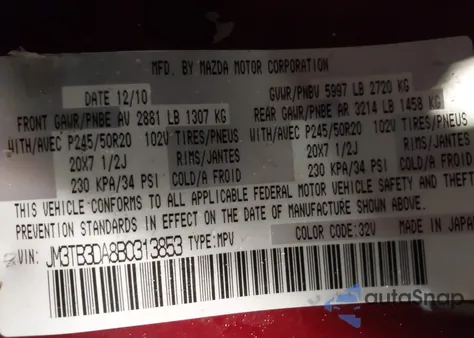 MFD. BY MAZDA MOTOR CORPORATION
DATE 12/10
GVWR/PNBV 5997 LB 2720 KG
FRONT GAWR/PNBE AV 2881 LB 1307 KG
REAR GAWR/PNBE AR 3214 LB 1458 KG
WITH/AVEC P245/50R20 102V TIRES/PNEUS
WITH/AVEC P245/50R20 102V TIRES/PNEUS
20X7 1/2J RIMS/JANTES
20X7 1/2J RIMS/JANTES
230 KPA/34 PSI COLD/A FROID
230 KPA/34 PSI COLD/A FROID
THIS VEHICLE CONFORMS TO ALL APPLICABLE FEDERAL MOTOR VEHICLE SAFETY AND THEFT
PREVENTION STANDARDS IN EFFECT ON THE DATE OF MANUFACTURE SHOWN ABOVE.
VIN: JM3TB3DA8B0313853 TYPE: MPV
COLOR CODE: 32V
MADE IN JAPAN
autoSnap